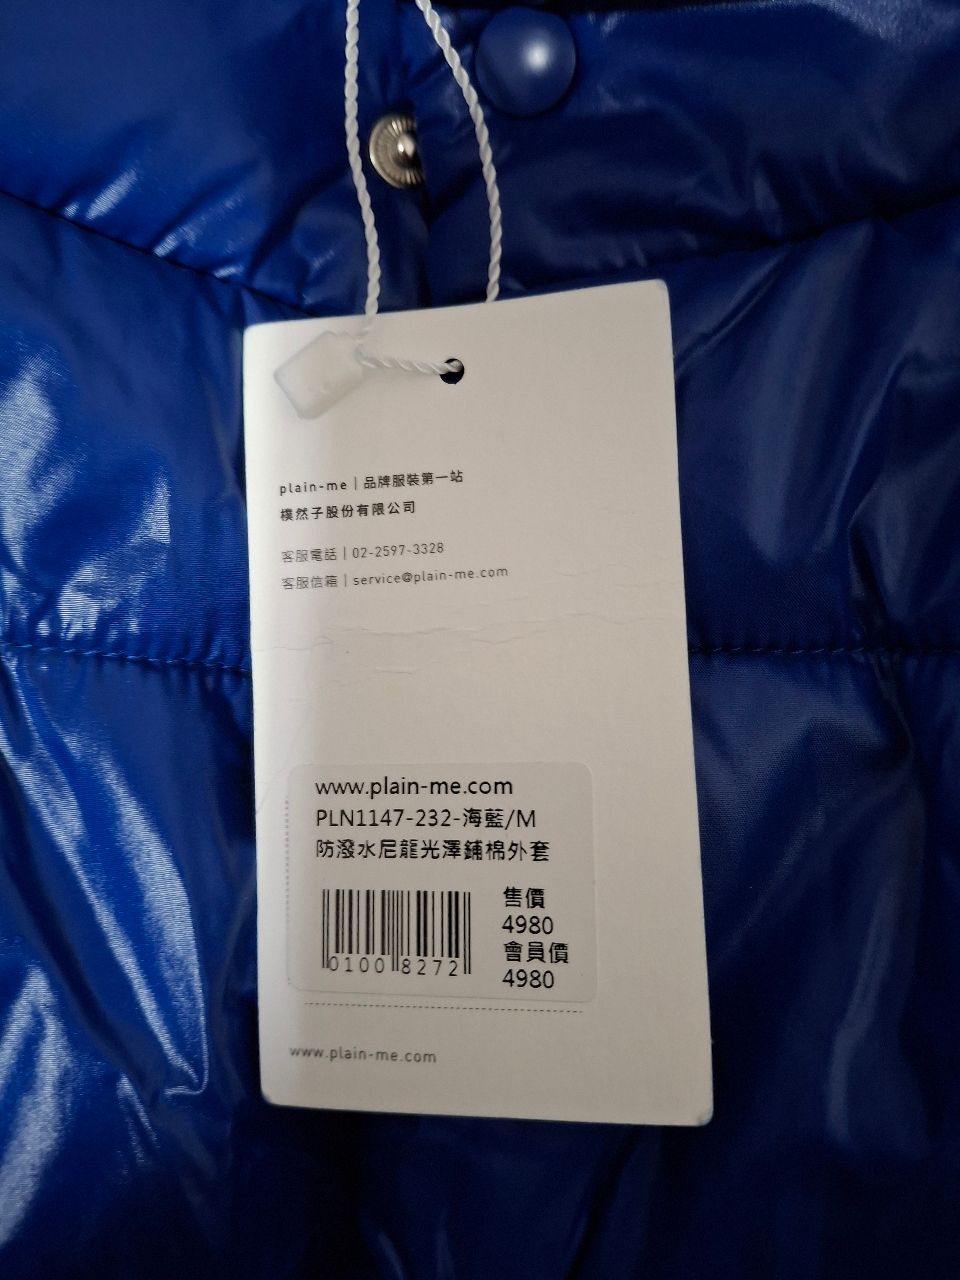 plain-me｜品牌服裝第一站
樸然子股份有限公司
客服電話｜02-2597-3328
客服信箱｜service@plain-me.com
www.plain-me.com
PLN1147-232-海藍/M
防潑水尼龍光澤鋪棉外套
售價
4980
會員價
4980
01008272
www.plain-me.com